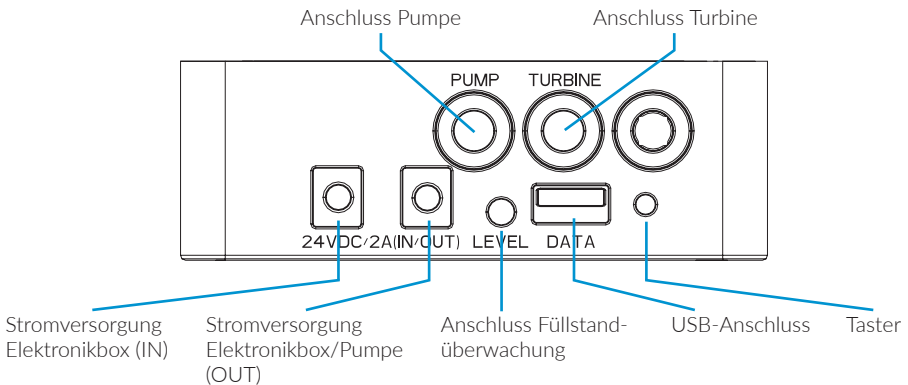 Anschluss Pumpe
Anschluss Turbine
PUMP
TURBINE
24VDC/2A(IN/OUT)
LEVEL
DATA
Stromversorgung
Elektronikbox (IN)
Stromversorgung
Elektronikbox/Pumpe
(OUT)
Anschluss Füllstand-
überwachung
USB-Anschluss
Taster